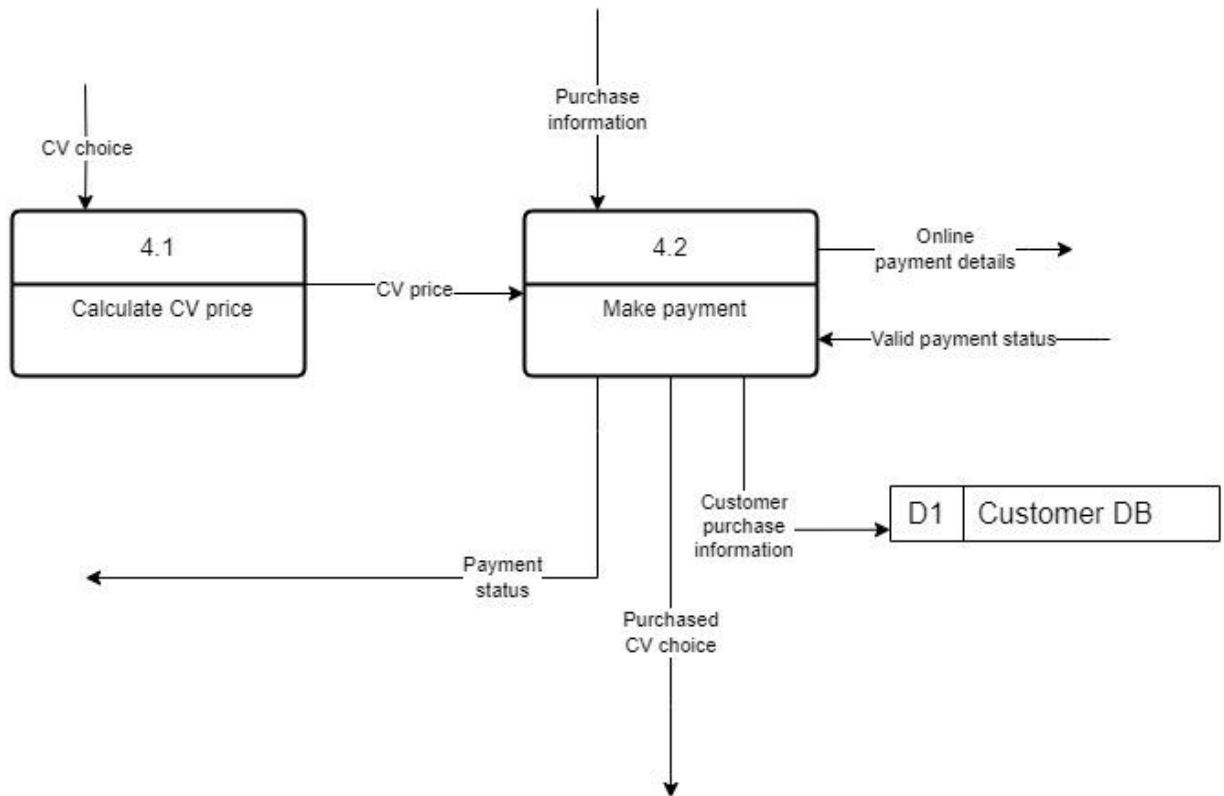 Purchase
information
CV choice
4.1
Calculate CV price
CV price
4.2
Make payment
Online
payment details
Valid payment status
Customer
purchase
information
D1
Customer DB
Payment
status
Purchased
CV choice